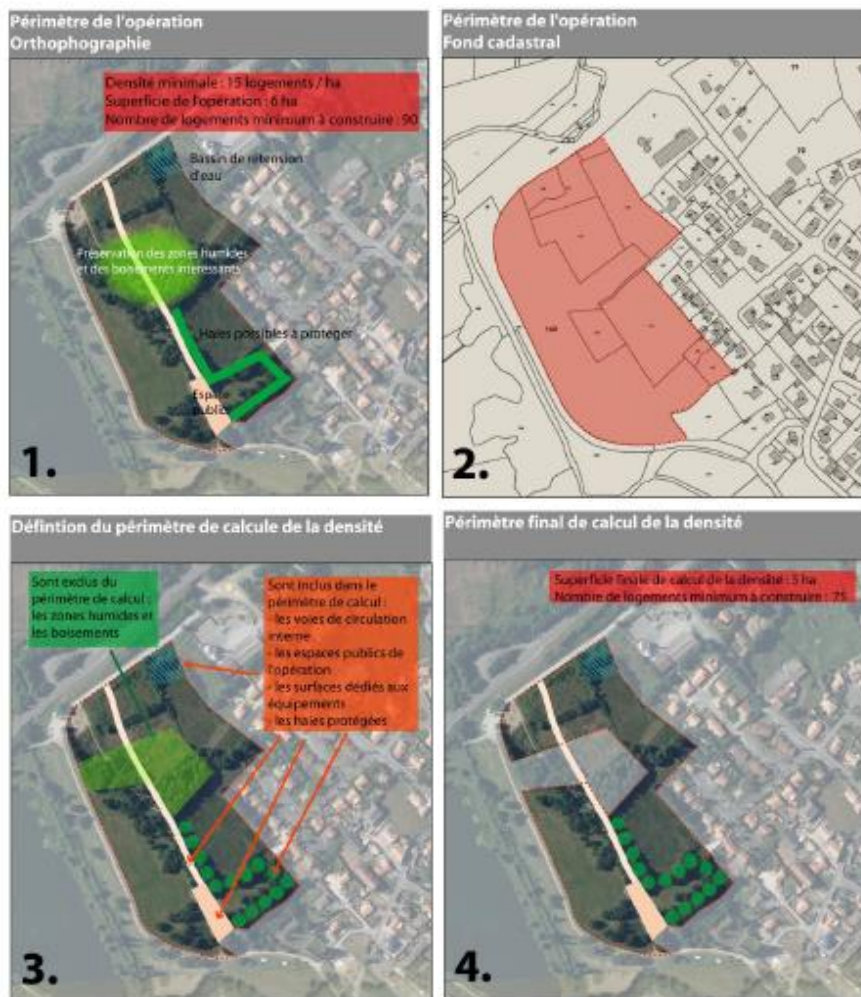 Périmètre de l'opération
Orthophographie
Densité minimale : 15 logements / ha
Superficie de l'opération : 6 ha
Nombre de logements minimum à construire : 90
Bassin de rétension
d'eau
Préservation des zones humides
et des boisements intéressants
Haies possibles à protéger
Espace
public
1.
Périmètre de l'opération
Fond cadastral
2.
Défintion du périmètre de calcule de la densité
Sont exclus du
périmètre de calcul :
les zones humides et
les boisements
Sont inclus dans le
périmètre de calcul :
- les voies de circulation
interne
- les espaces publics de
l'opération
- les surfaces dédiés aux
équipements
- les haies protégées
3.
Périmètre final de calcul de la densité
Superficie finale de calcul de la densité : 5 ha
Nombre de logements minimum à construire : 75
4.